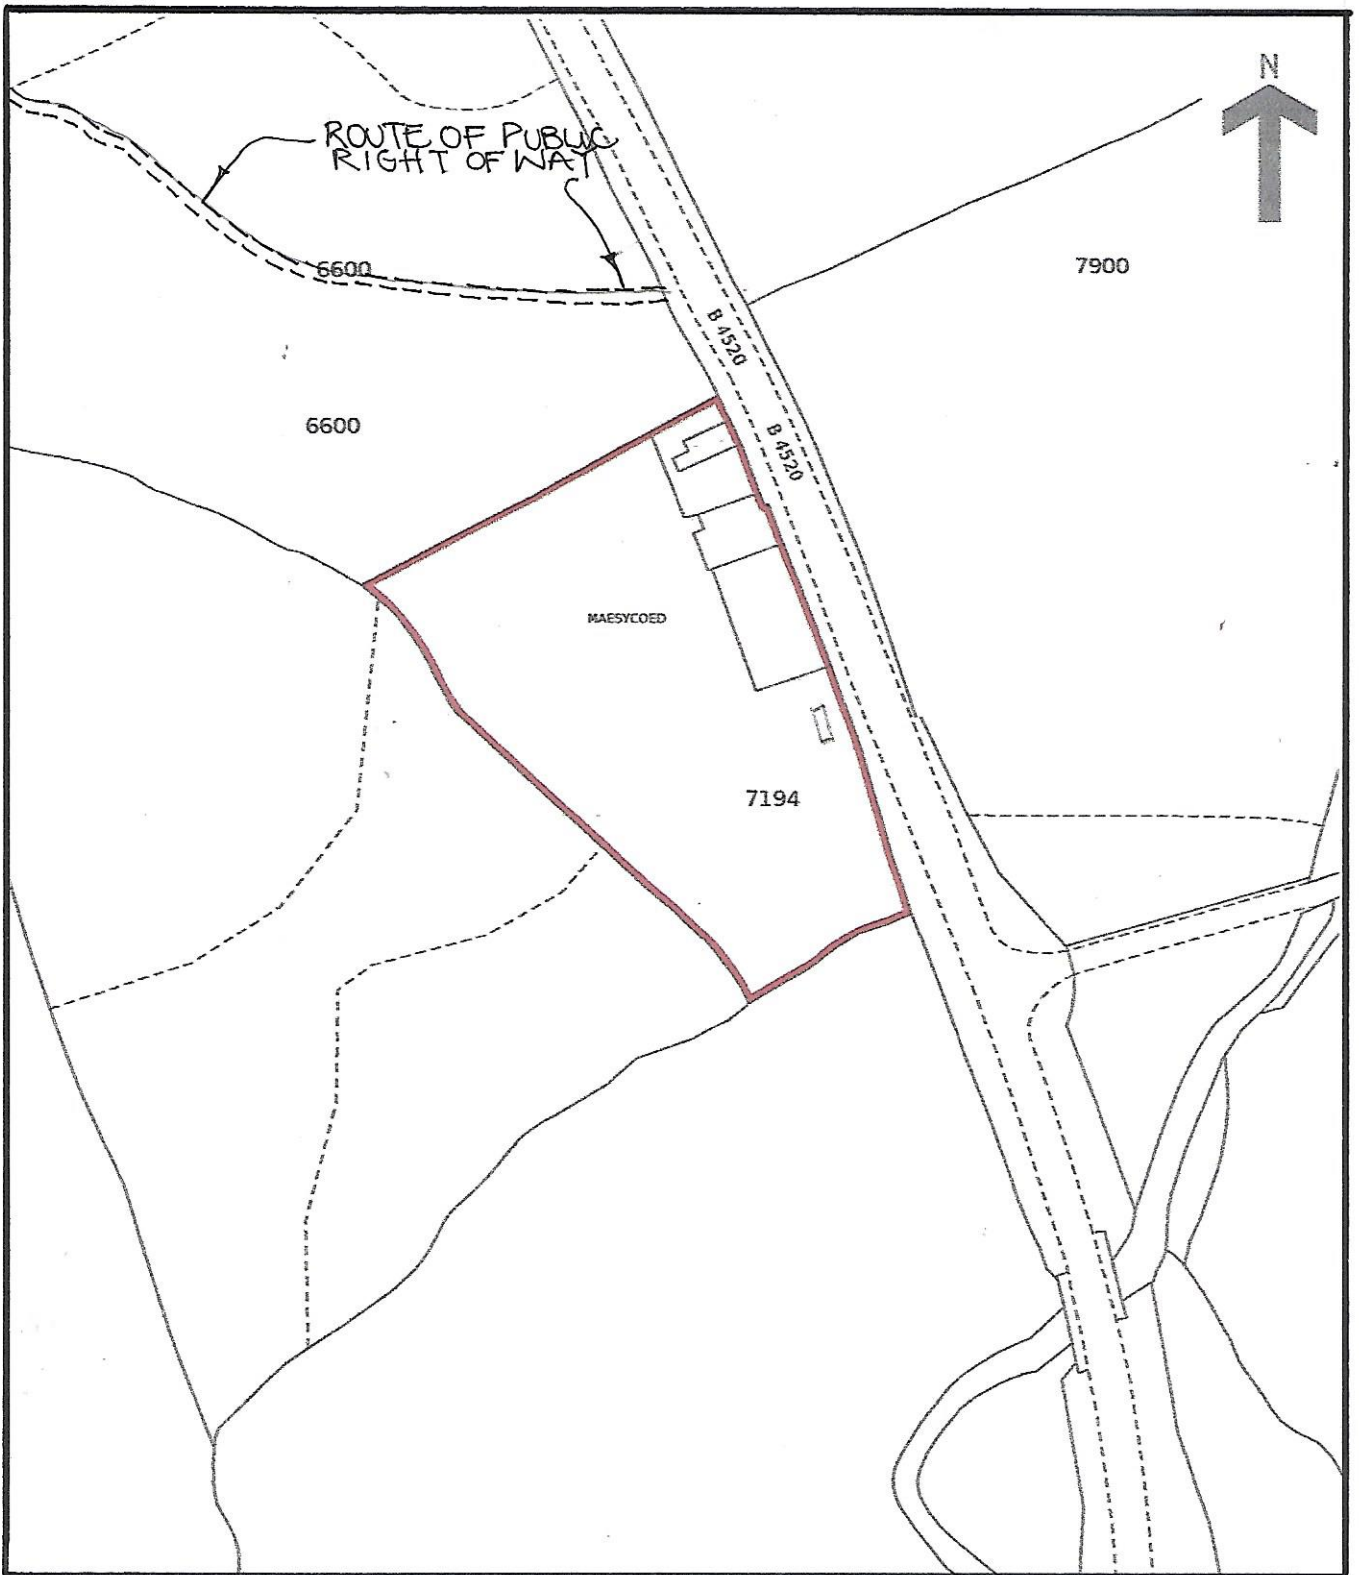 N
ROUTE OF PUBLIC
RIGHT OF WAY
6600
7900
B 4520
6600
B 4520
MAESYCOED
7194